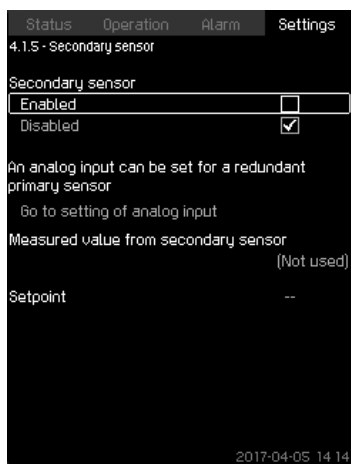 Status Operation Alarm Settings
4.1.5 - Secondary sensor
Secondary sensor
Enabled
Disabled
An analog input can be set for a redundant
primary sensor
Go to setting of analog input
Measured value from secondary sensor
(Not used)
Setpoint --
2017-04-05 14 14